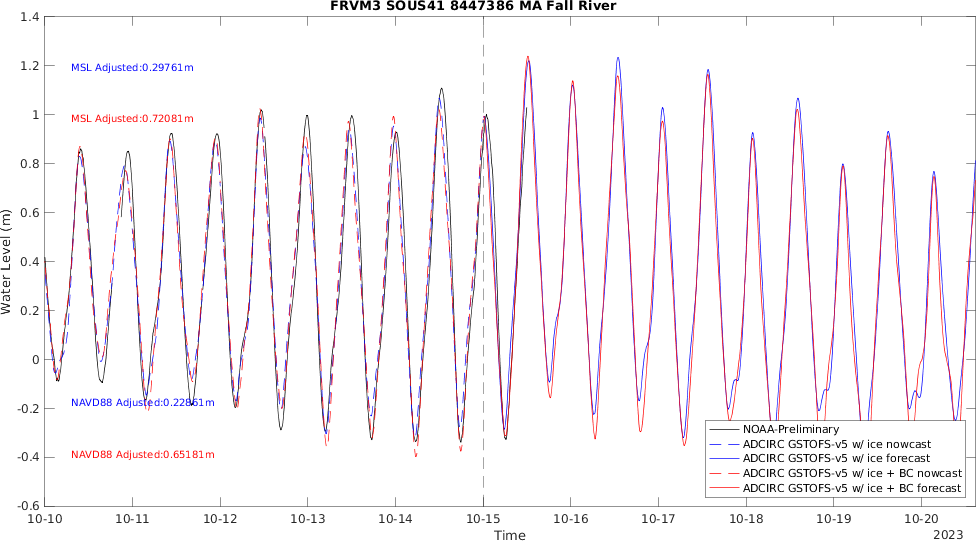 FRVM3 SOUS41 8447386 MA Fall River
1.4
1.2
1
0.8
0.6
0.4
0.2
0
-0.2
-0.4
-0.6
Water Level (m)
MSL Adjusted:0.29761m
MSL Adjusted:0.72081m
NAVD88 Adjusted:0.22861m
NAVD88 Adjusted:0.65181m
NOAA-Preliminary
ADCIRC GSTOFS-v5 w/ ice nowcast
ADCIRC GSTOFS-v5 w/ ice forecast
ADCIRC GSTOFS-v5 w/ ice + BC nowcast
ADCIRC GSTOFS-v5 w/ ice + BC forecast
10-10 10-11 10-12 10-13 10-14 10-15 10-16 10-17 10-18 10-19 10-20
Time
2023